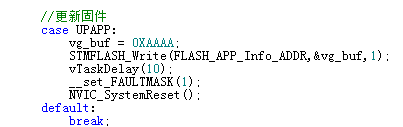 //更新固件
case UPAPP:
vg_buf = 0XAAAA;
STMFLASH_Write(FLASH_APP_Info_ADDR,&vg_buf,1);
vTaskDelay(10);
__set_FAULTMASK(1);
NVIC_SystemReset();
default:
break;